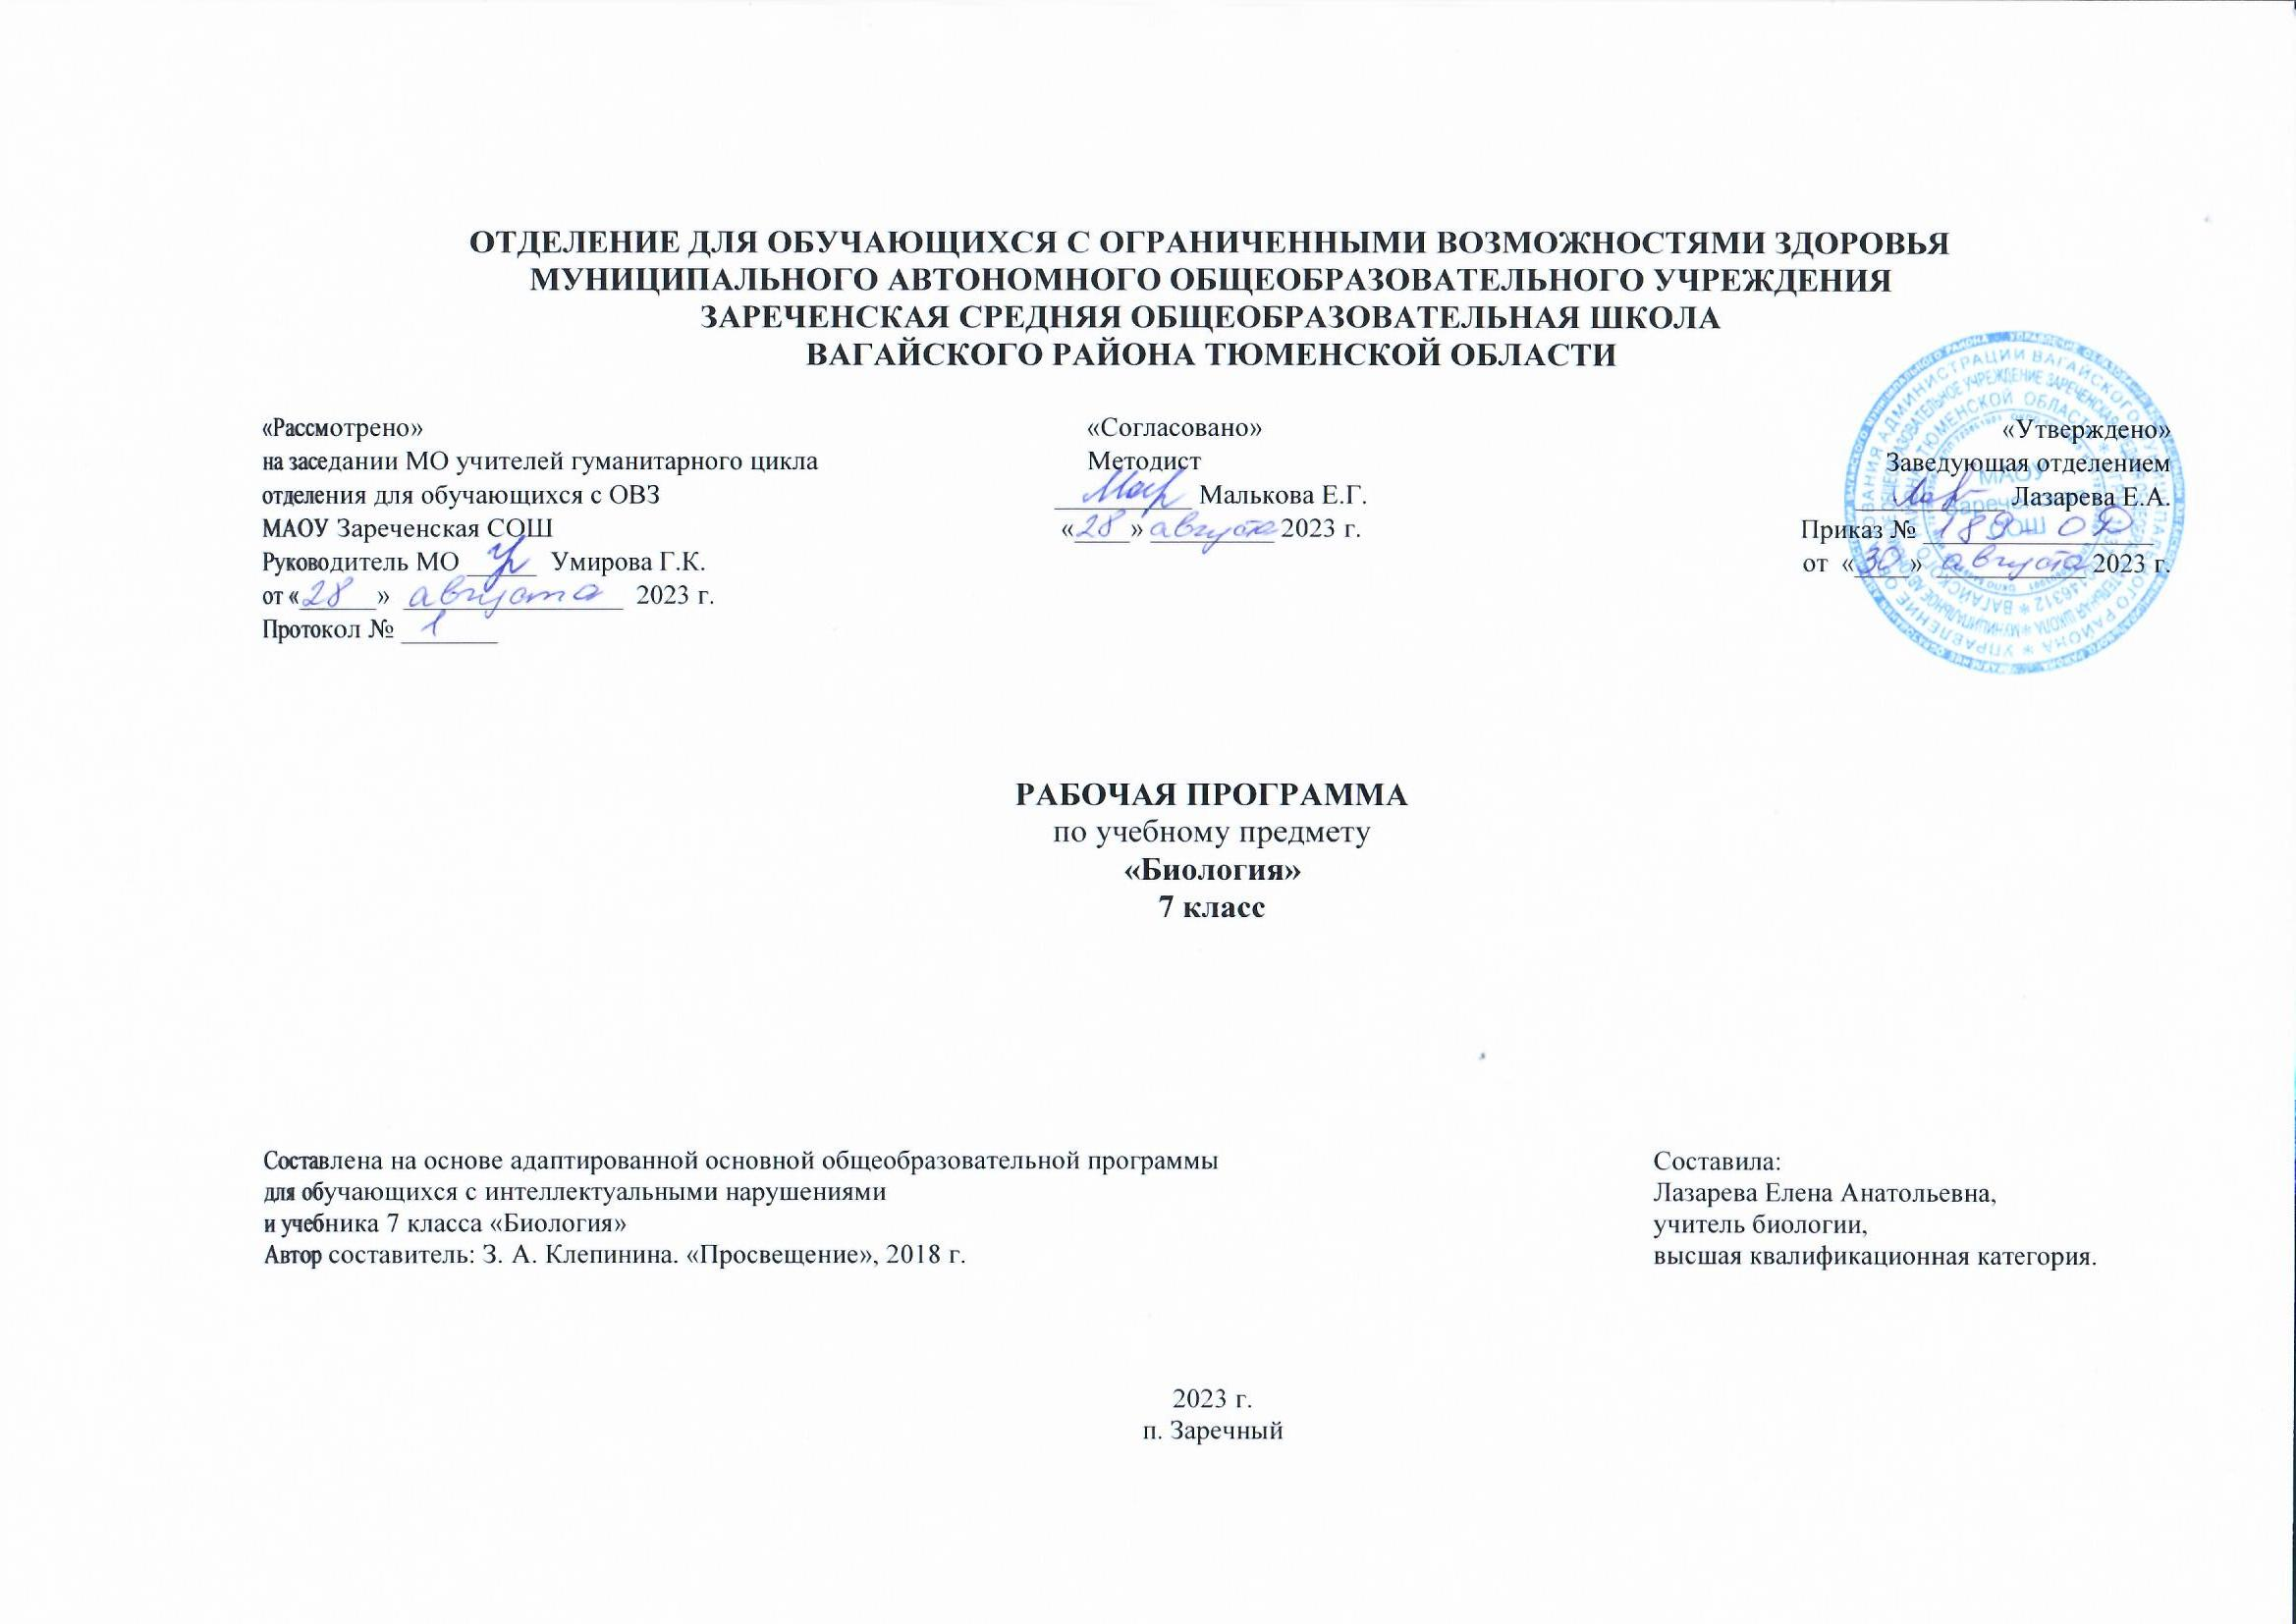 ОТДЕЛЕНИЕ ДЛЯ ОБУЧАЮЩИХСЯ С ОГРАНИЧЕННЫМИ ВОЗМОЖНОСТЯМИ ЗДОРОВЬЯ
МУНИЦИПАЛЬНОГО АВТОНОМНОГО ОБЩЕОБРАЗОВАТЕЛЬНОГО УЧРЕЖДЕНИЯ
ЗАРЕЧЕНСКАЯ СРЕДНЯЯ ОБЩЕОБРАЗОВАТЕЛЬНАЯ ШКОЛА
ВАГАЙСКОГО РАЙОНА ТЮМЕНСКОЙ ОБЛАСТИ
«Рассмотрено»
на заседании МО учителей гуманитарного цикла
отделения для обучающихся с ОВЗ
МАОУ Зареченская СОШ
Руководитель МО Умирова Г.К.
от «28» августа 2023 г.
Протокол № 1
«Согласовано»
Методист
Малькова Е.Г.
«28» августа 2023 г.
«Утверждено»
Заведующая отделением
Лазарева Е.А.
Приказ № 189 ОД
от «30» августа 2023 г.
РАБОЧАЯ ПРОГРАММА
по учебному предмету
«Биология»
7 класс
Составлена на основе адаптированной основной общеобразовательной программы
для обучающихся с интеллектуальными нарушениями
и учебника 7 класса «Биология»
Автор составитель: З. А. Клепинина. «Просвещение», 2018 г.
Составила:
Лазарева Елена Анатольевна,
учитель биологии,
высшая квалификационная категория.
2023 г.
п. Заречный